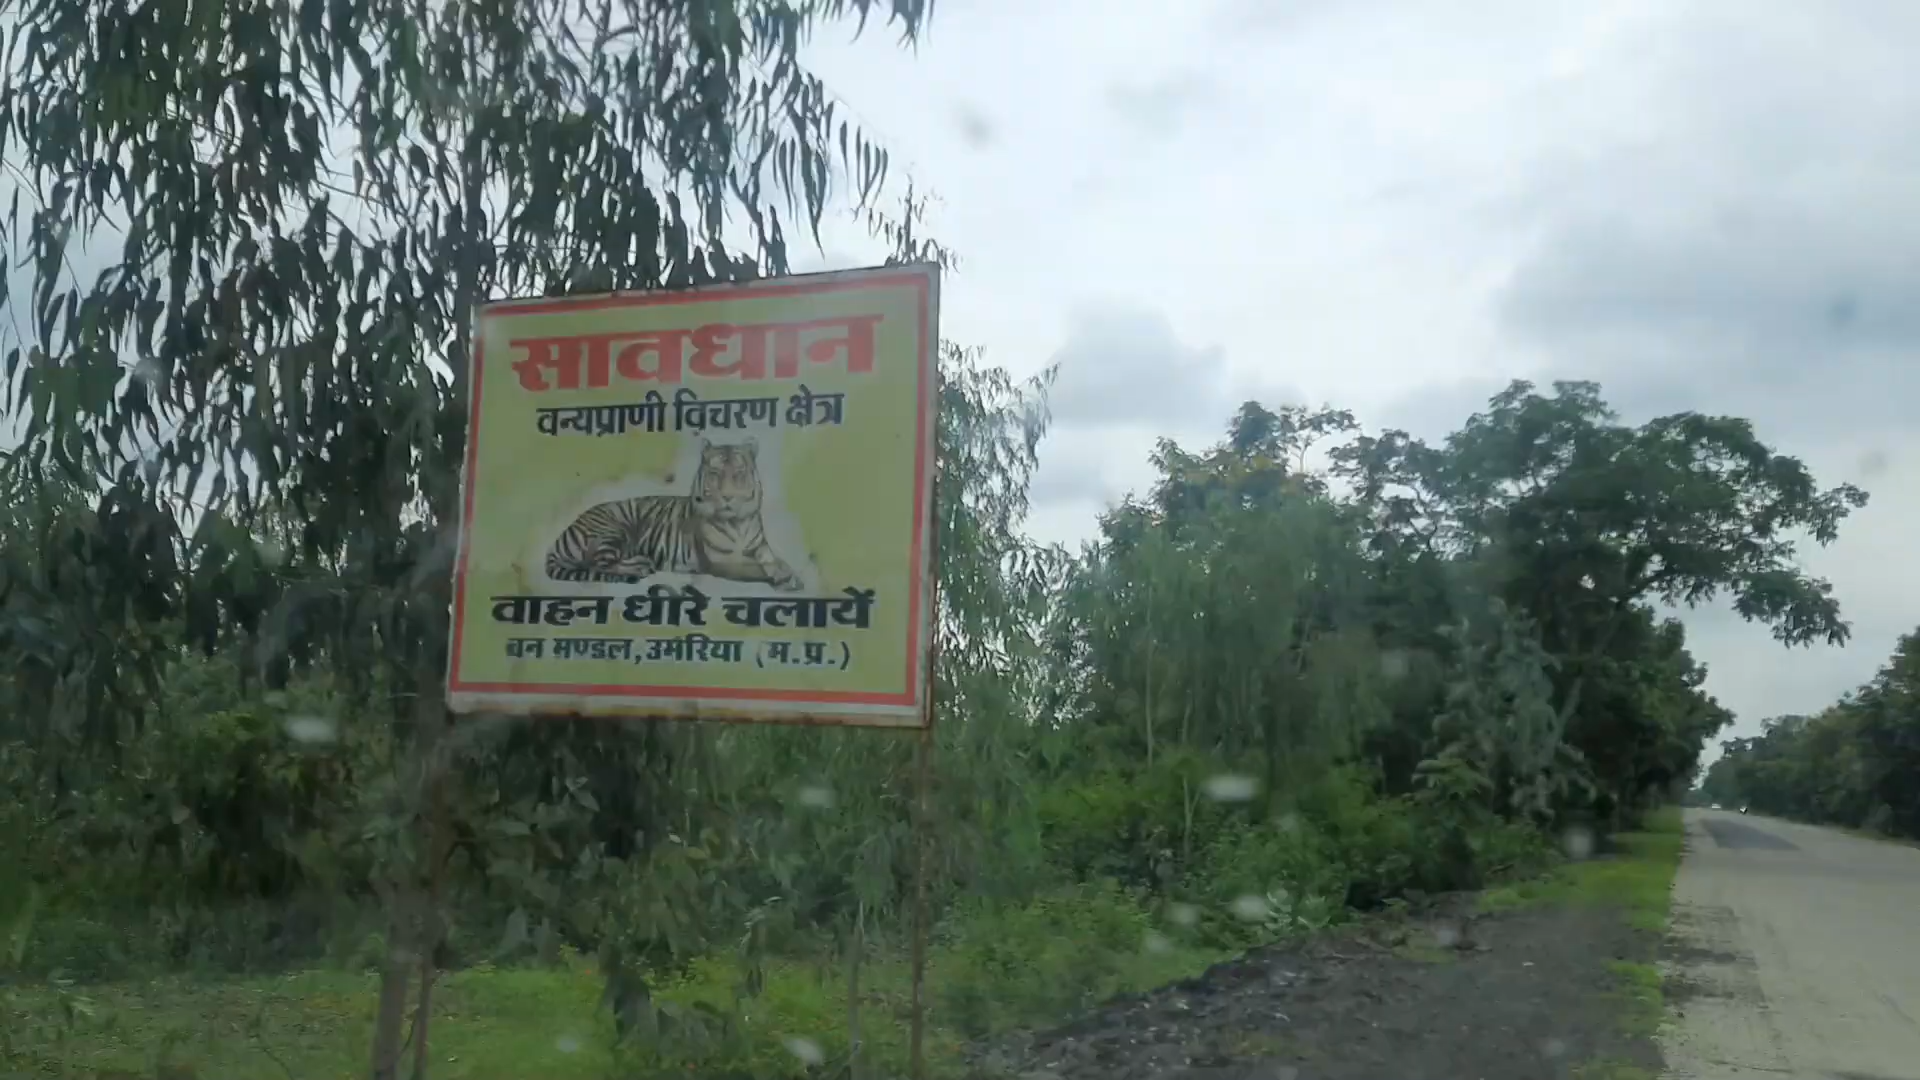 सावधान
वन्यप्राणी विचरण क्षेत्र
वाहन धीरे चलायें
वन मण्डल, उमरिया (म.प्र.)